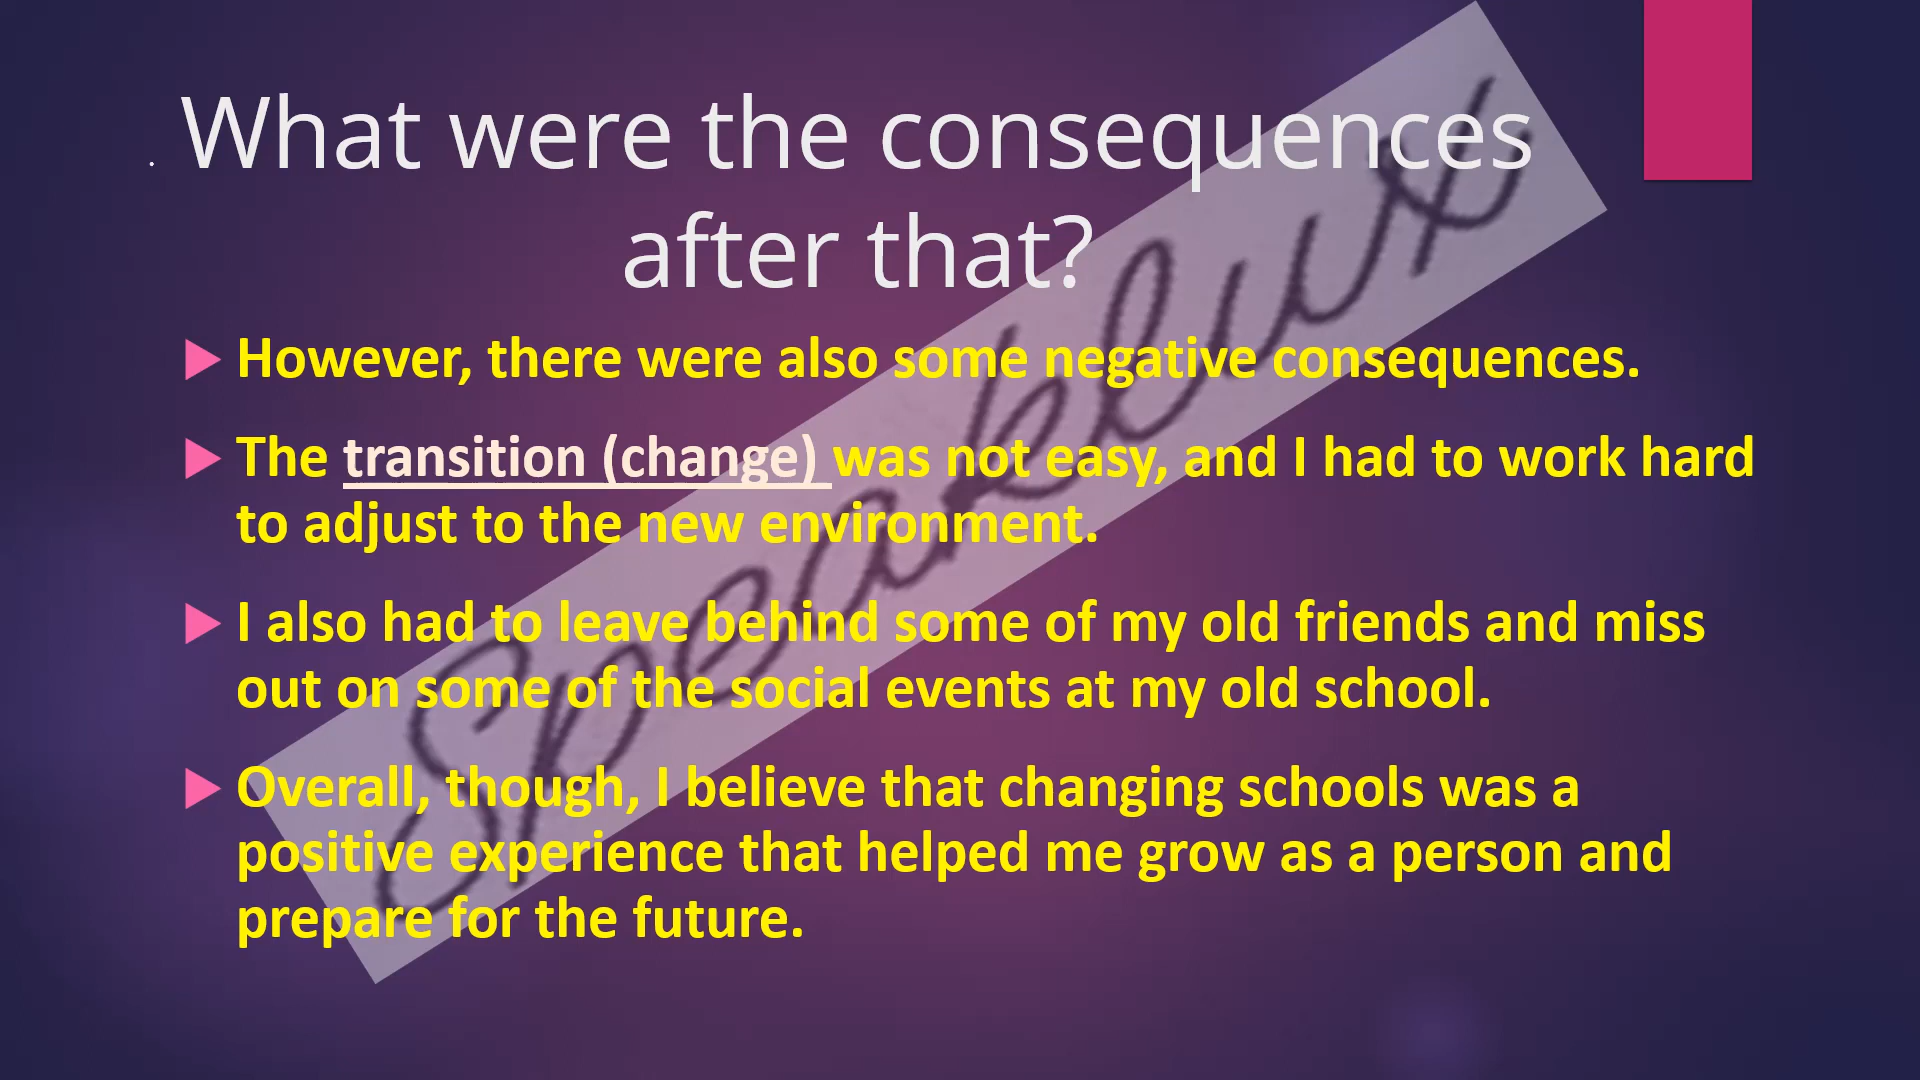 . What were the consequences
after that?
However, there were also some negative consequences.
The transition (change) was not easy, and I had to work hard
to adjust to the new environment.
I also had to leave behind some of my old friends and miss
out on some of the social events at my old school.
Overall, though, I believe that changing schools was a
positive experience that helped me grow as a person and
prepare for the future.